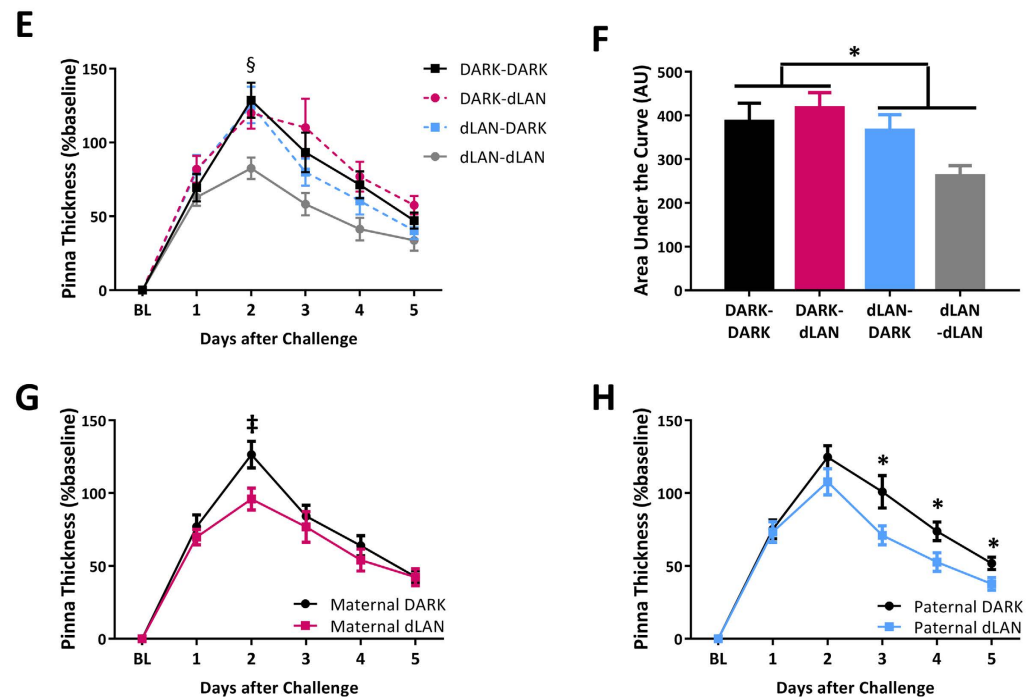 E
Pinna Thickness (%baseline)
150
100
50
0
§
BL 1 2 3 4 5
Days after Challenge
DARK-DARK
DARK-dLAN
dLAN-DARK
dLAN-dLAN
F
Area Under the Curve (AU)
500
400
300
200
100
0
*
DARK- DARK- dLAN- dLAN
DARK dLAN DARK -dLAN
G
Pinna Thickness (%baseline)
150
100
50
0
‡
Maternal DARK
Maternal dLAN
BL 1 2 3 4 5
Days after Challenge
H
Pinna Thickness (%baseline)
150
100
50
0
* * *
Paternal DARK
Paternal dLAN
BL 1 2 3 4 5
Days after Challenge